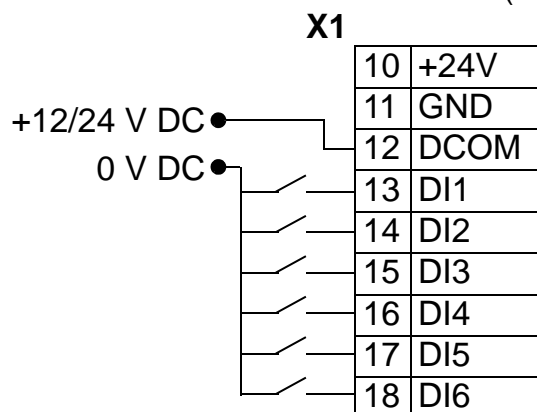 (
X1
10 +24V
11 GND
+12/24 V DC
12 DCOM
0 V DC
13 DI1
14 DI2
15 DI3
16 DI4
17 DI5
18 DI6